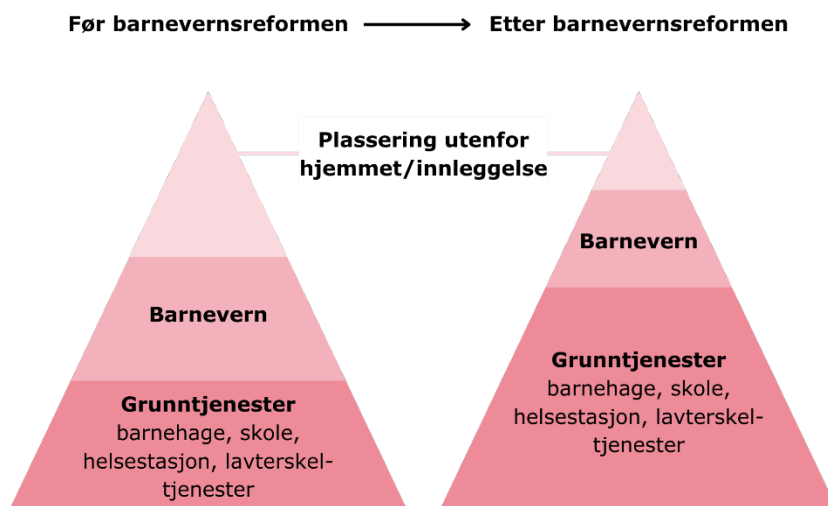 Før barnevernsreformen
Etter barnevernsreformen
Plassering utenfor
hjemmet/innleggelse
Barnevern
Grunntjenester
barnehage, skole,
helsestasjon, lavterskel-
tjenester
Barnevern
Grunntjenester
barnehage, skole,
helsestasjon, lavterskel-
tjenester